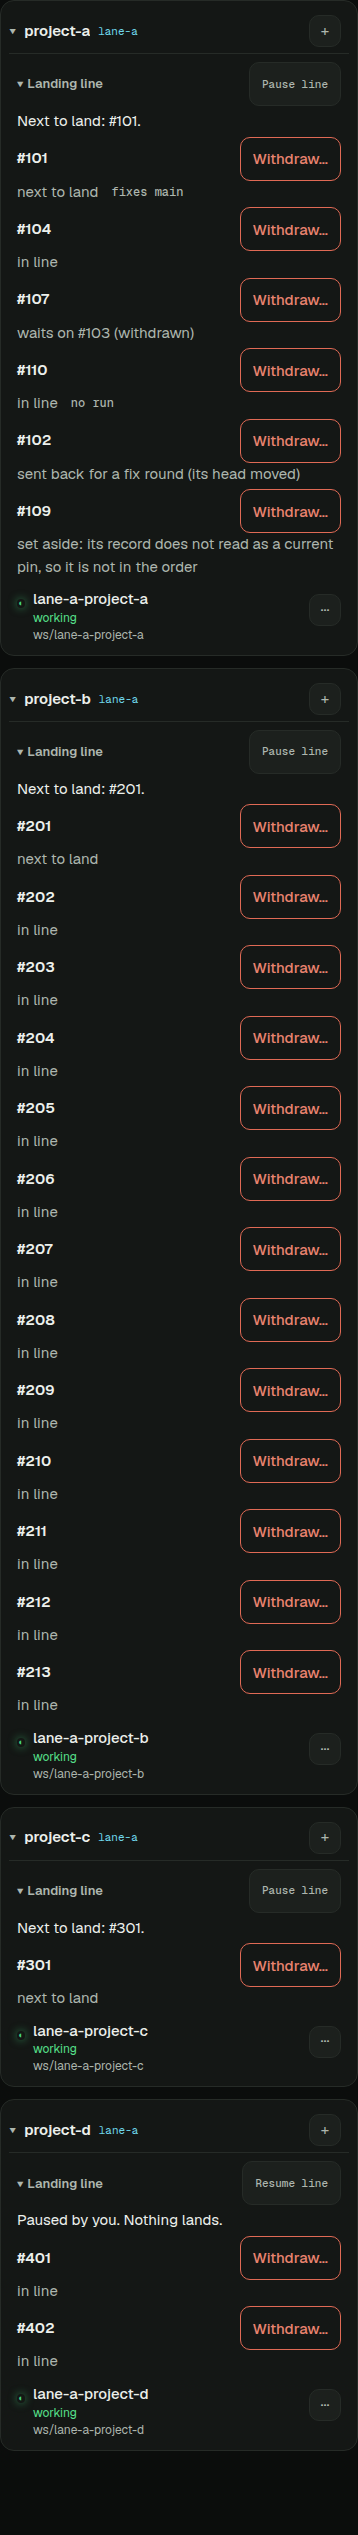 ▾ project-a lane-a +
▾ Landing line Pause line
Next to land: #101.
#101 Withdraw…
next to land fixes main
#104 Withdraw…
in line
#107 Withdraw…
waits on #103 (withdrawn)
#110 Withdraw…
in line no run
#102 Withdraw…
sent back for a fix round (its head moved)
#109 Withdraw…
set aside: its record does not read as a current
pin, so it is not in the order
lane-a-project-a …
working
ws/lane-a-project-a
▾ project-b lane-a +
▾ Landing line Pause line
Next to land: #201.
#201 Withdraw…
next to land
#202 Withdraw…
in line
#203 Withdraw…
in line
#204 Withdraw…
in line
#205 Withdraw…
in line
#206 Withdraw…
in line
#207 Withdraw…
in line
#208 Withdraw…
in line
#209 Withdraw…
in line
#210 Withdraw…
in line
#211 Withdraw…
in line
#212 Withdraw…
in line
#213 Withdraw…
in line
lane-a-project-b …
working
ws/lane-a-project-b
▾ project-c lane-a +
▾ Landing line Pause line
Next to land: #301.
#301 Withdraw…
next to land
lane-a-project-c …
working
ws/lane-a-project-c
▾ project-d lane-a +
▾ Landing line Resume line
Paused by you. Nothing lands.
#401 Withdraw…
in line
#402 Withdraw…
in line
lane-a-project-d …
working
ws/lane-a-project-d